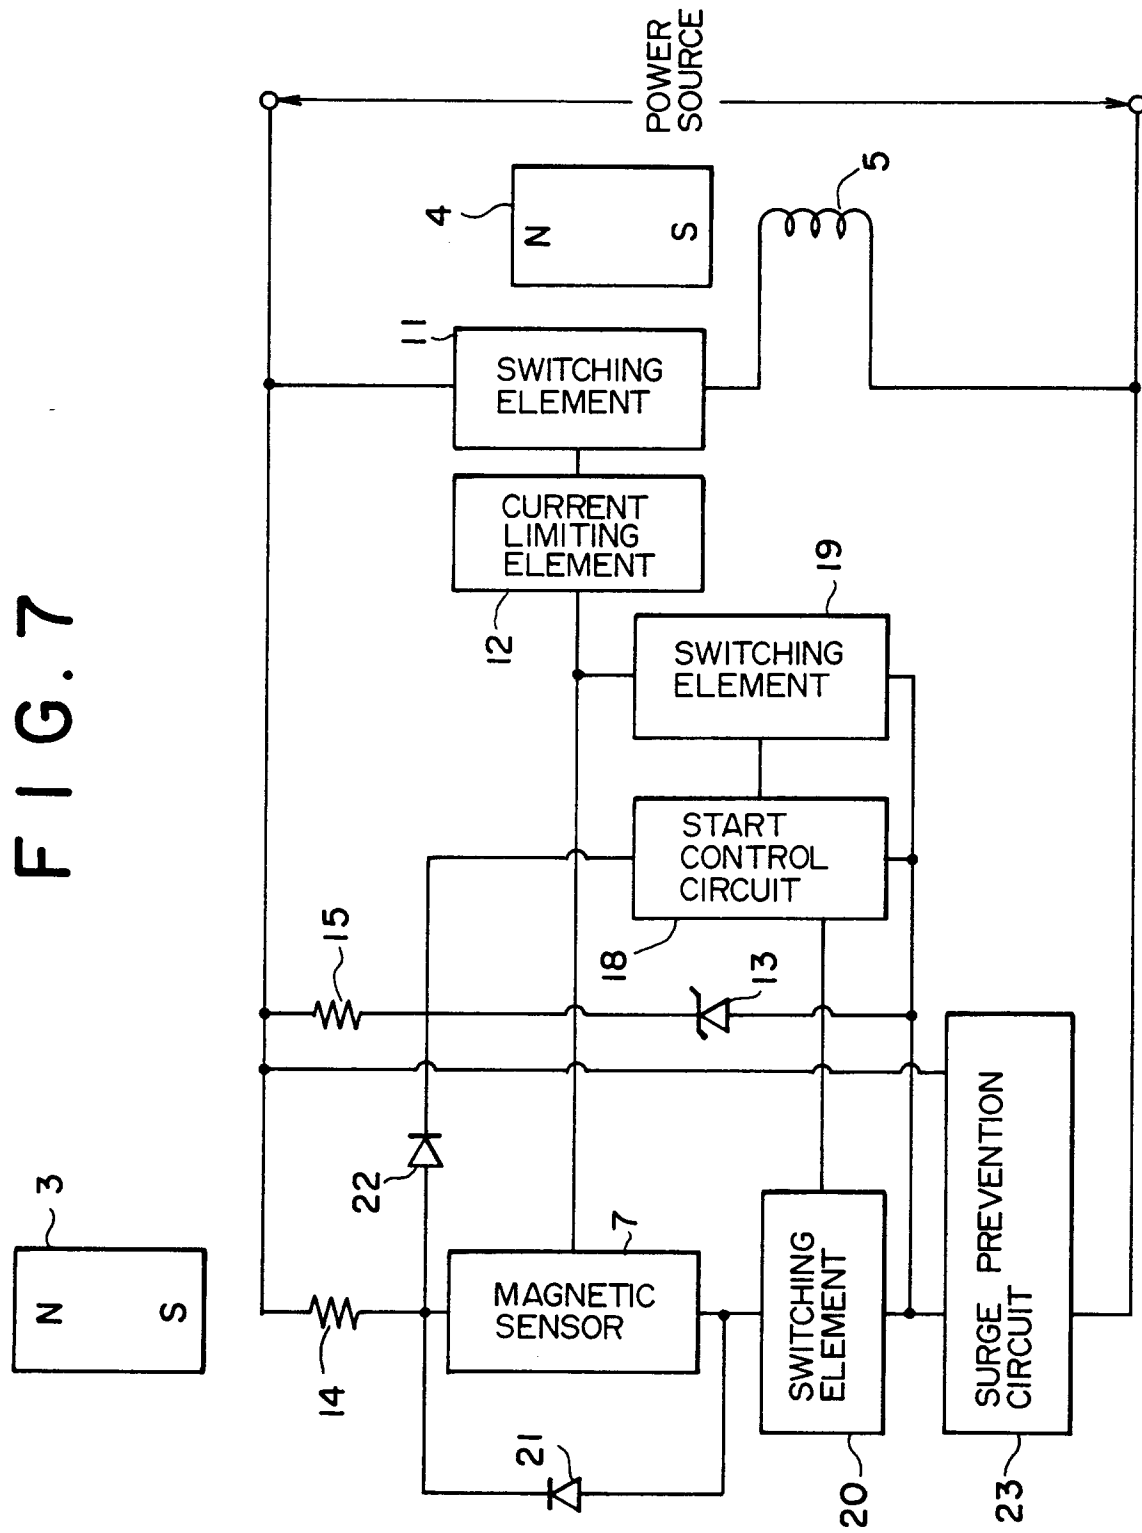 FIG. 7
POWER
SOURCE
3
N
S
4
N
S
5
11
SWITCHING
ELEMENT
CURRENT
LIMITING
ELEMENT
12
19
SWITCHING
ELEMENT
START
CONTROL
CIRCUIT
18
15
13
22
14
7
MAGNETIC
SENSOR
21
SWITCHING
ELEMENT
20
SURGE PREVENTION
CIRCUIT
23